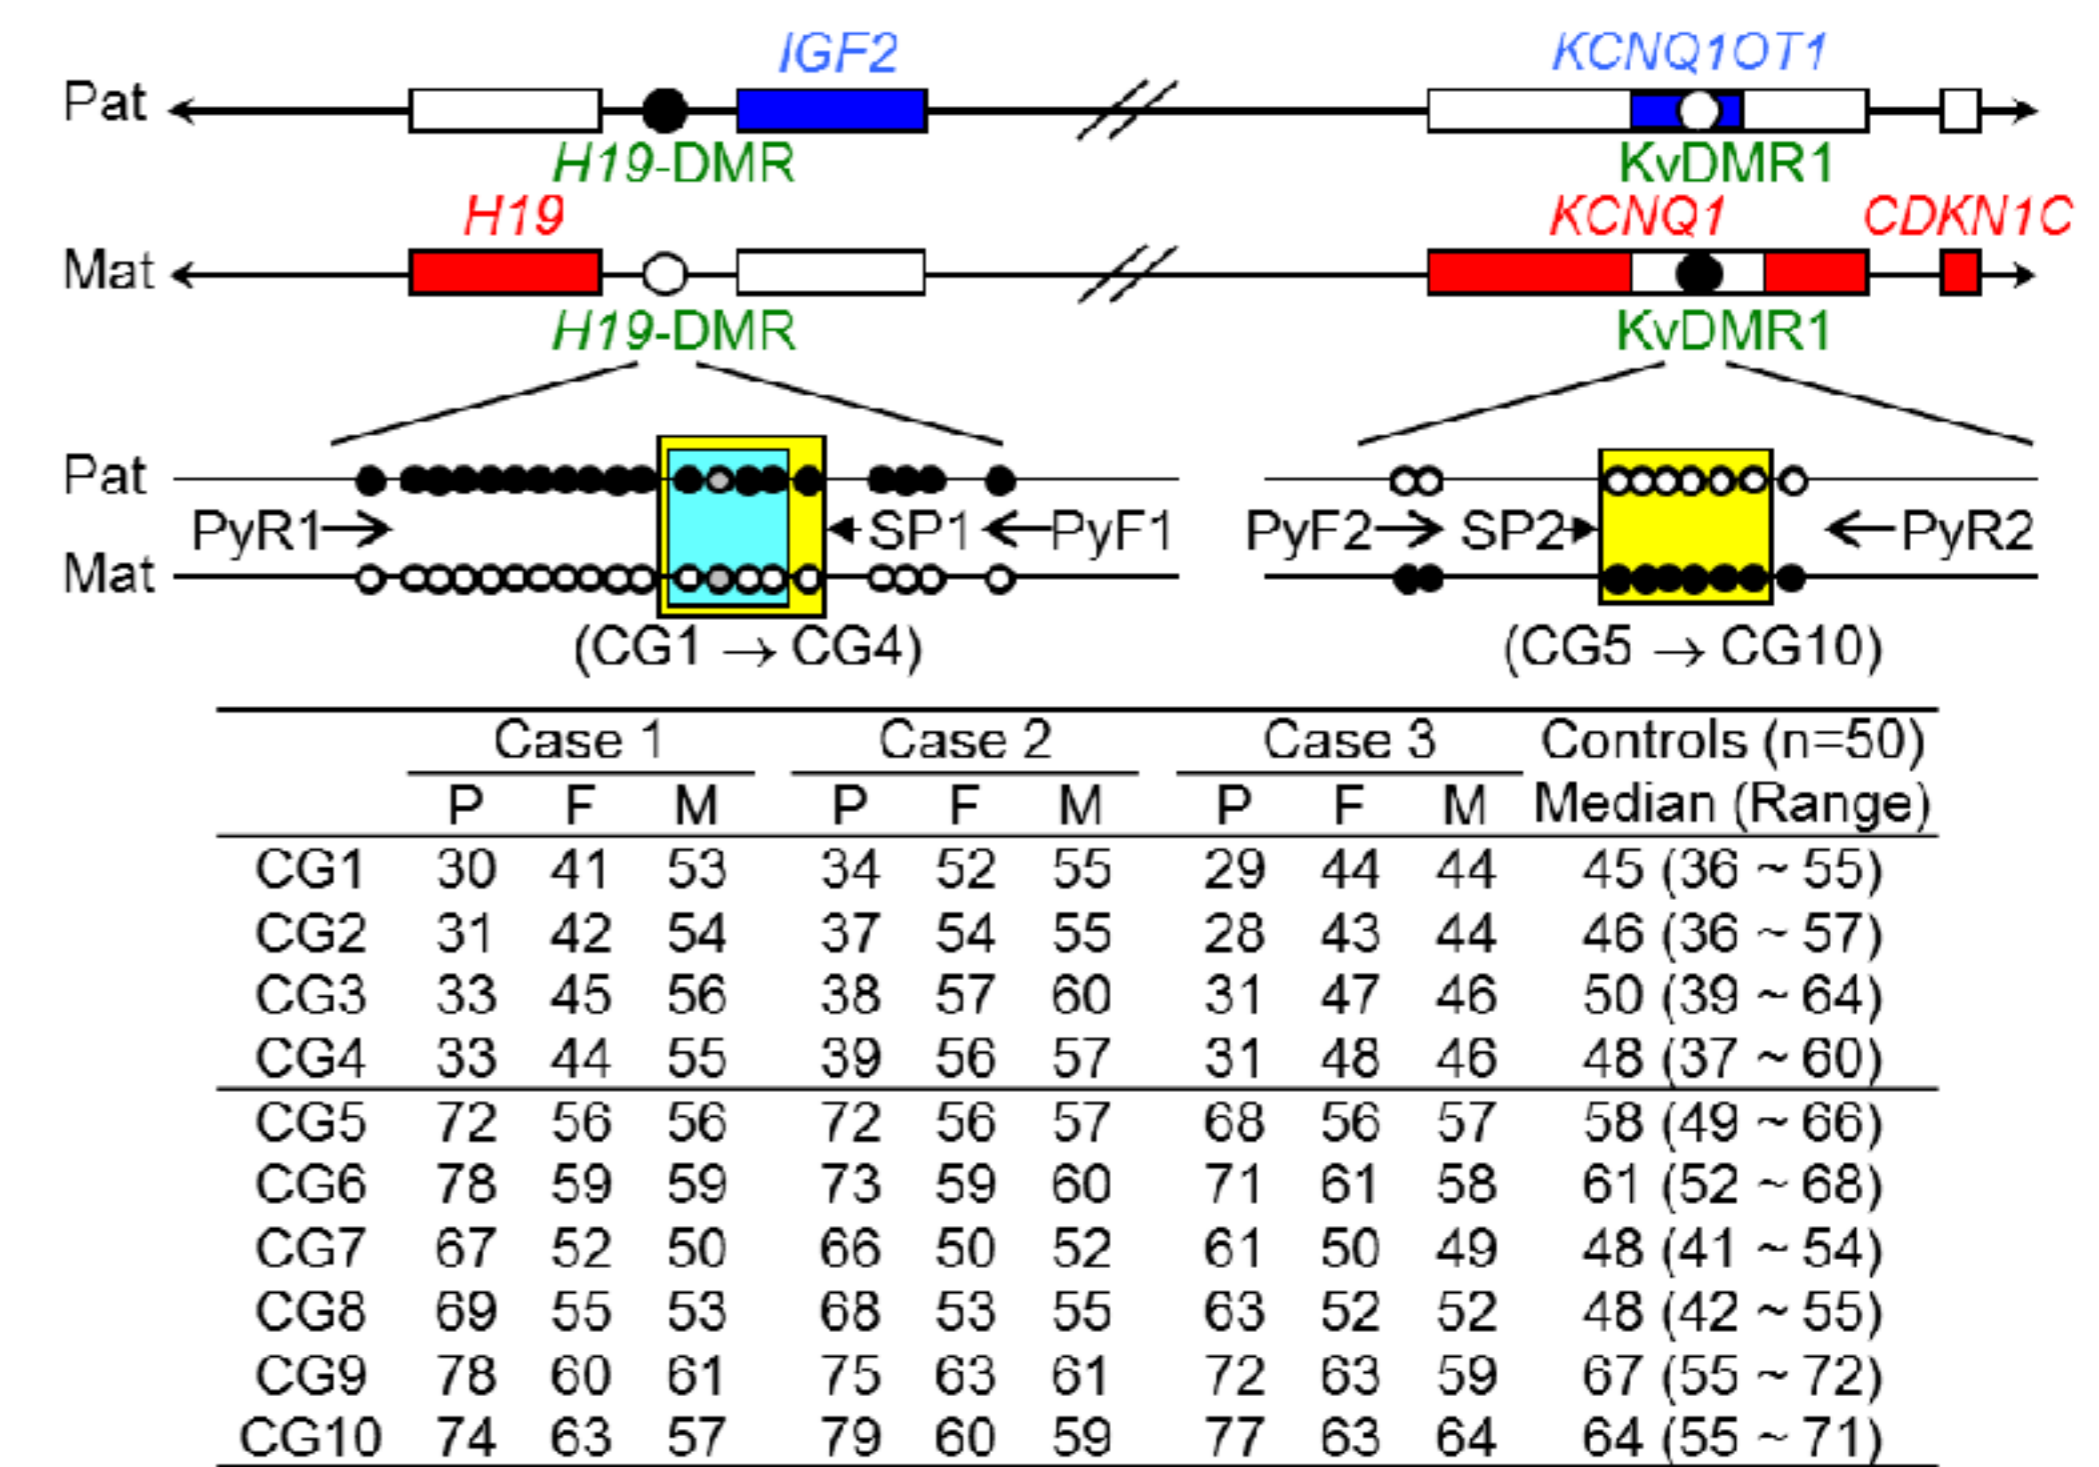 IGF2 KCNQ1OT1
Pat
H19-DMR KvDMR1
H19 KCNQ1 CDKN1C
Mat
H19-DMR KvDMR1
Pat
PyR1 SP1 PyF1 PyF2 SP2 PyR2
Mat
(CG1 → CG4) (CG5 → CG10)
Case 1 Case 2 Case 3 Controls (n=50)
P F M P F M P F M Median (Range)
CG1 30 41 53 34 52 55 29 44 44 45 (36 ~ 55)
CG2 31 42 54 37 54 55 28 43 44 46 (36 ~ 57)
CG3 33 45 56 38 57 60 31 47 46 50 (39 ~ 64)
CG4 33 44 55 39 56 57 31 48 46 48 (37 ~ 60)
CG5 72 56 56 72 56 57 68 56 57 58 (49 ~ 66)
CG6 78 59 59 73 59 60 71 61 58 61 (52 ~ 68)
CG7 67 52 50 66 50 52 61 50 49 48 (41 ~ 54)
CG8 69 55 53 68 53 55 63 52 52 48 (42 ~ 55)
CG9 78 60 61 75 63 61 72 63 59 67 (55 ~ 72)
CG10 74 63 57 79 60 59 77 63 64 64 (55 ~ 71)